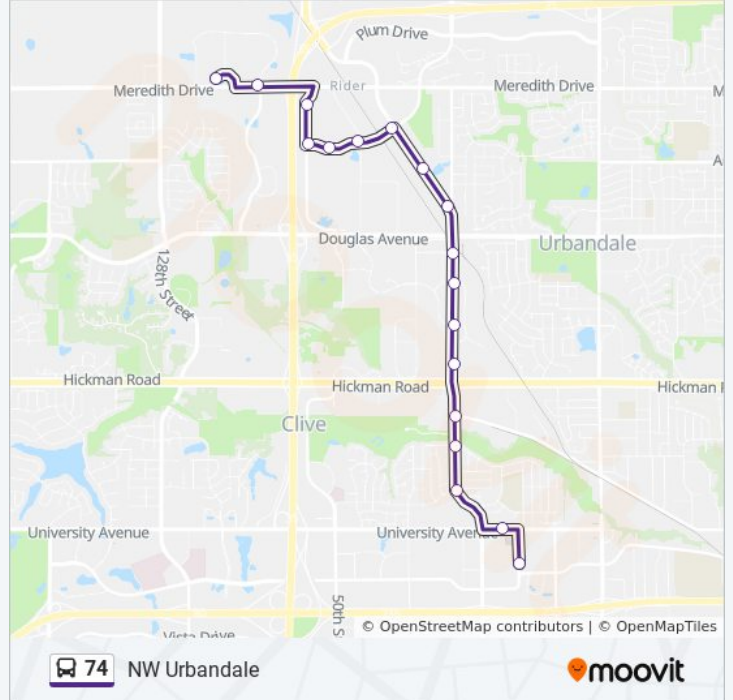 Plum Drive
Meredith Drive
Rider
Meredith Drive
M
A
Douglas Avenue
Urbandale
128th Street
Hickman Road
Hickman Road
Hickman R
Clive
University Avenue
University Avenue
50th S
Vista Drive
© OpenStreetMap contributors | © OpenMapTiles
74 NW Urbandale
moovit